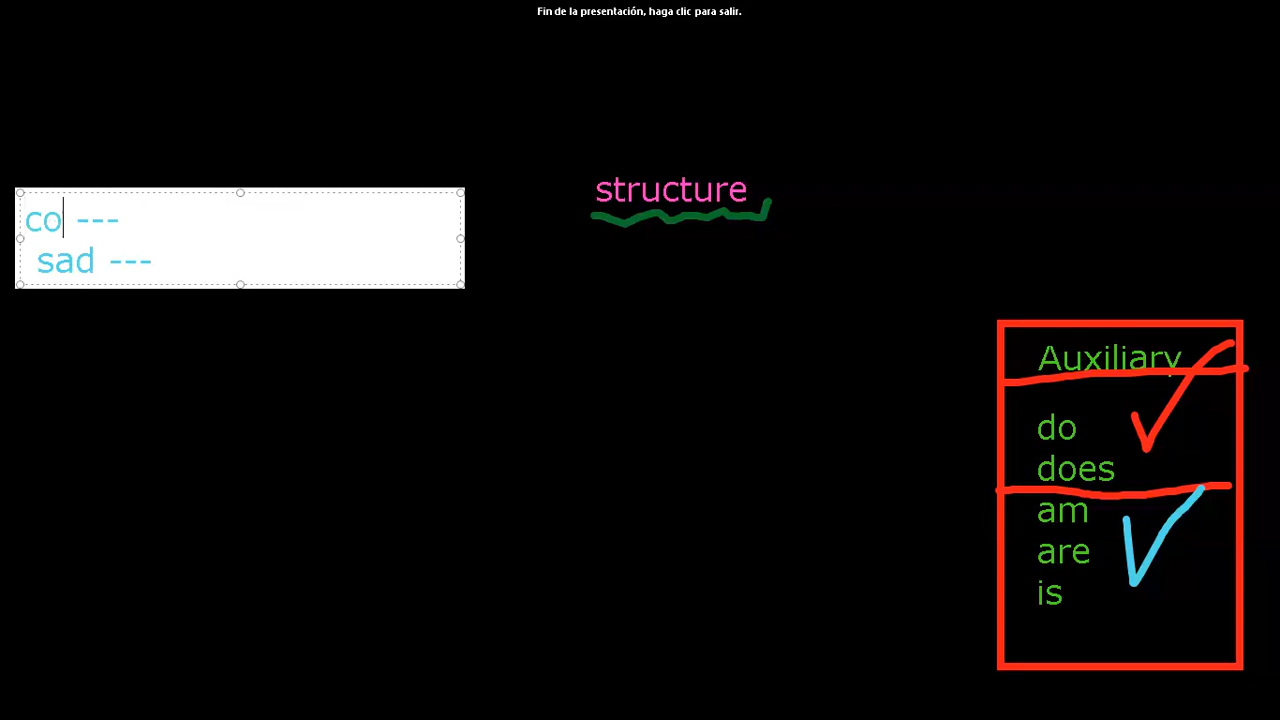 Fin de la presentación, haga clic para salir.
structure
co ---
sad ---
Auxiliary
do
does
am
are
is